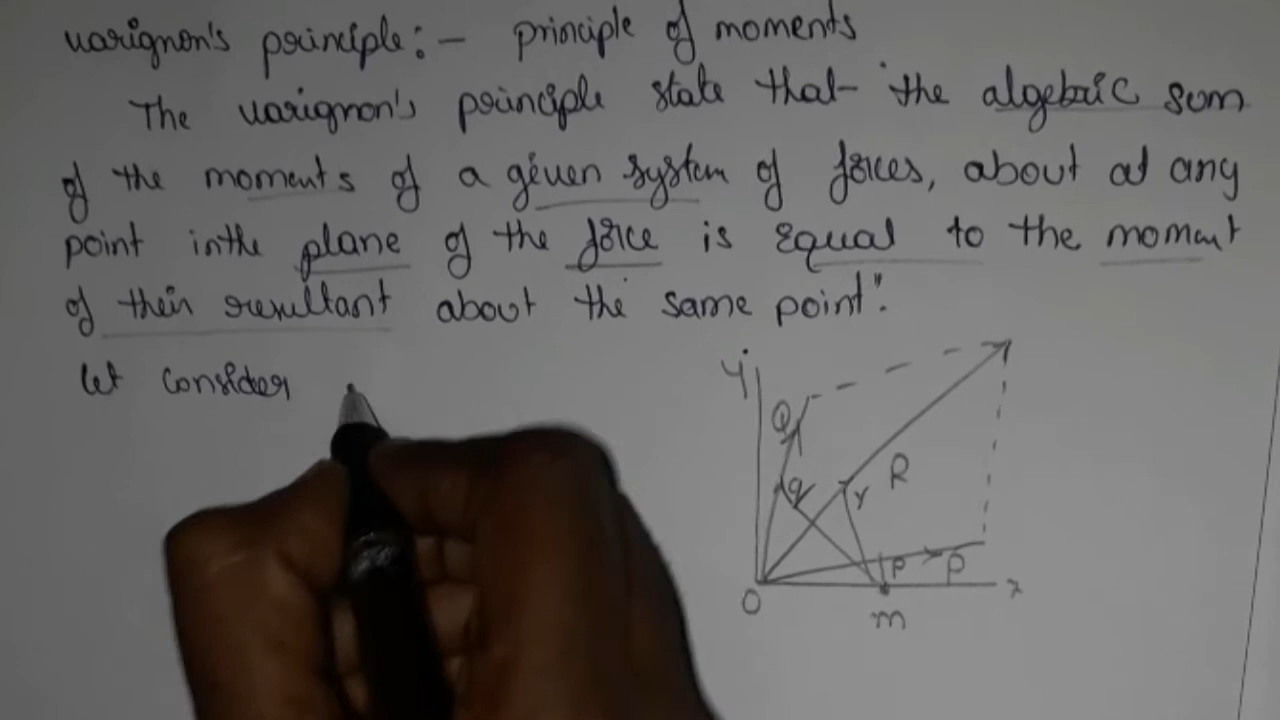 varignon's principle:- principle of moments
The varignon's principle state that "the algebric sum
of the moments of a given system of forces, about at any
point inthe plane of the force is Equal to the moment
of their resultant about the same point".
let consider
y
Q
R
q
r
P
P
O
m
x